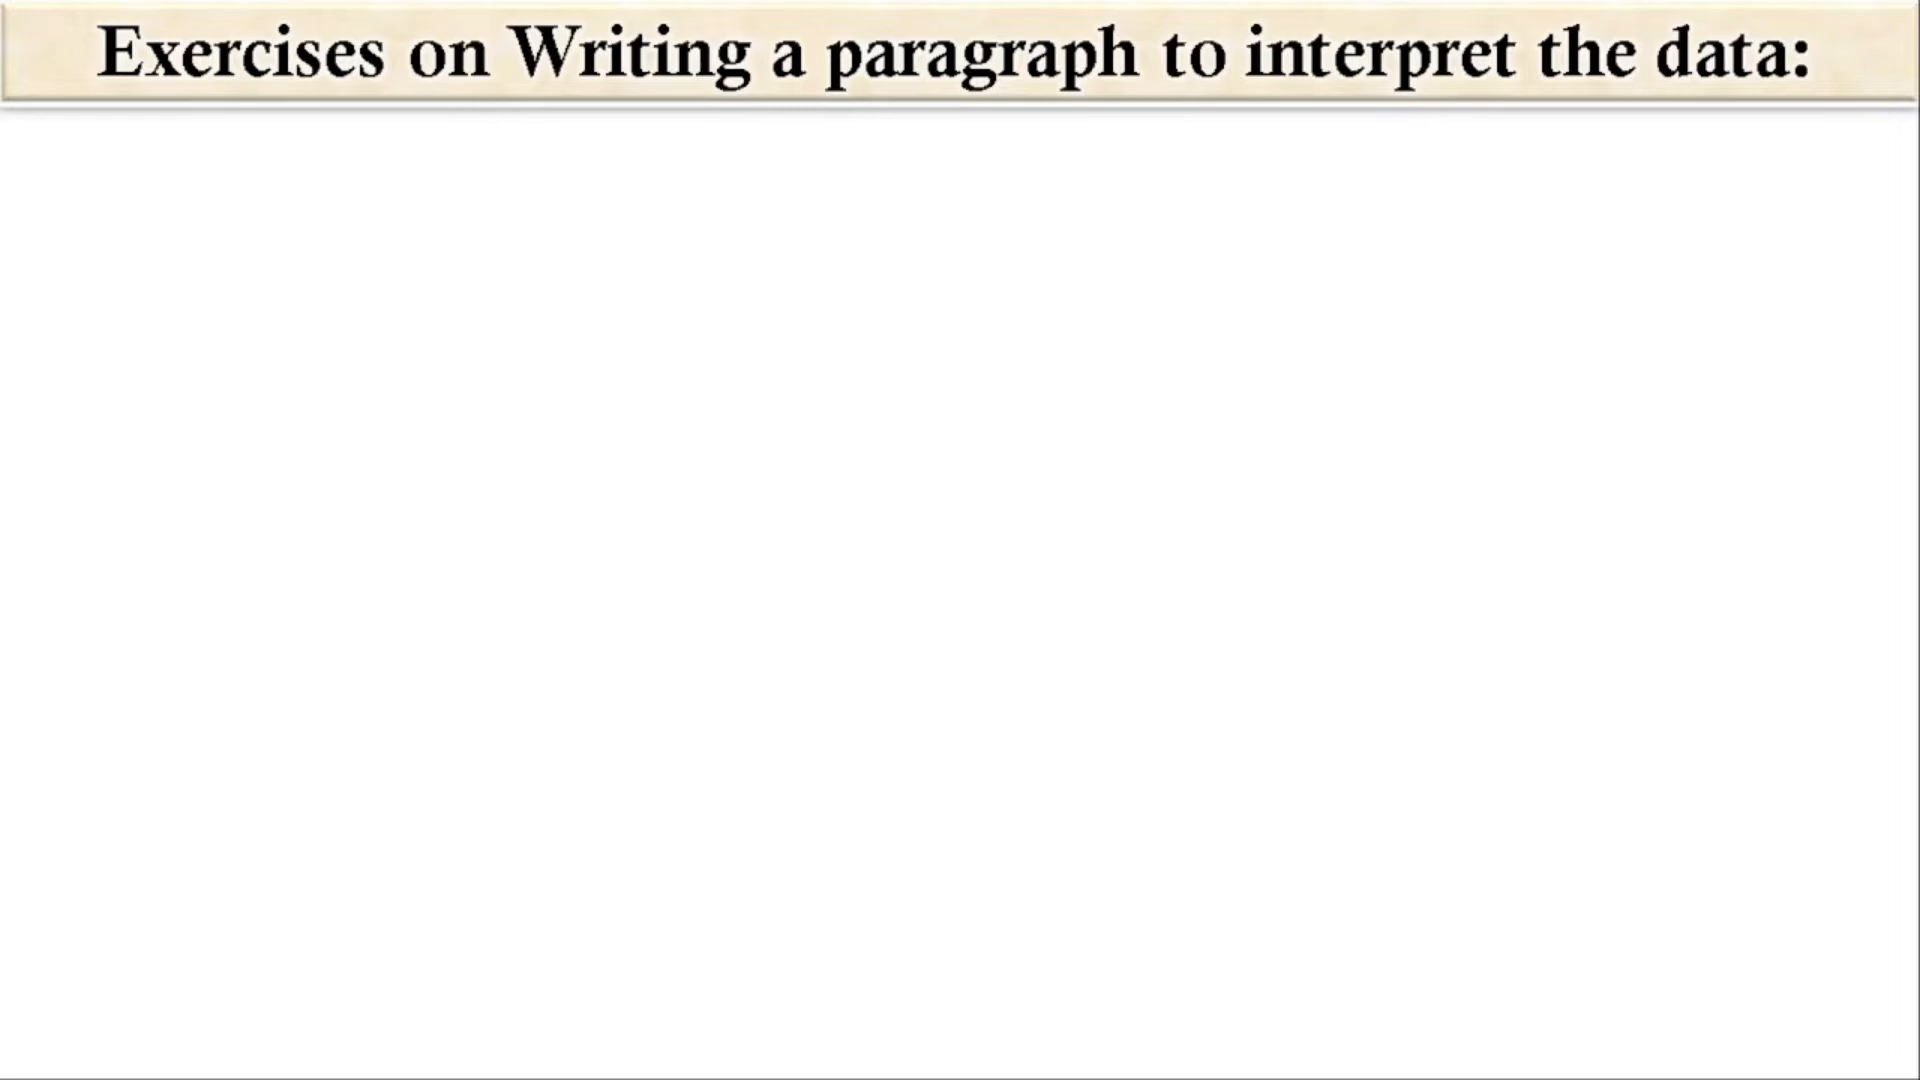 Exercises on Writing a paragraph to interpret the data: